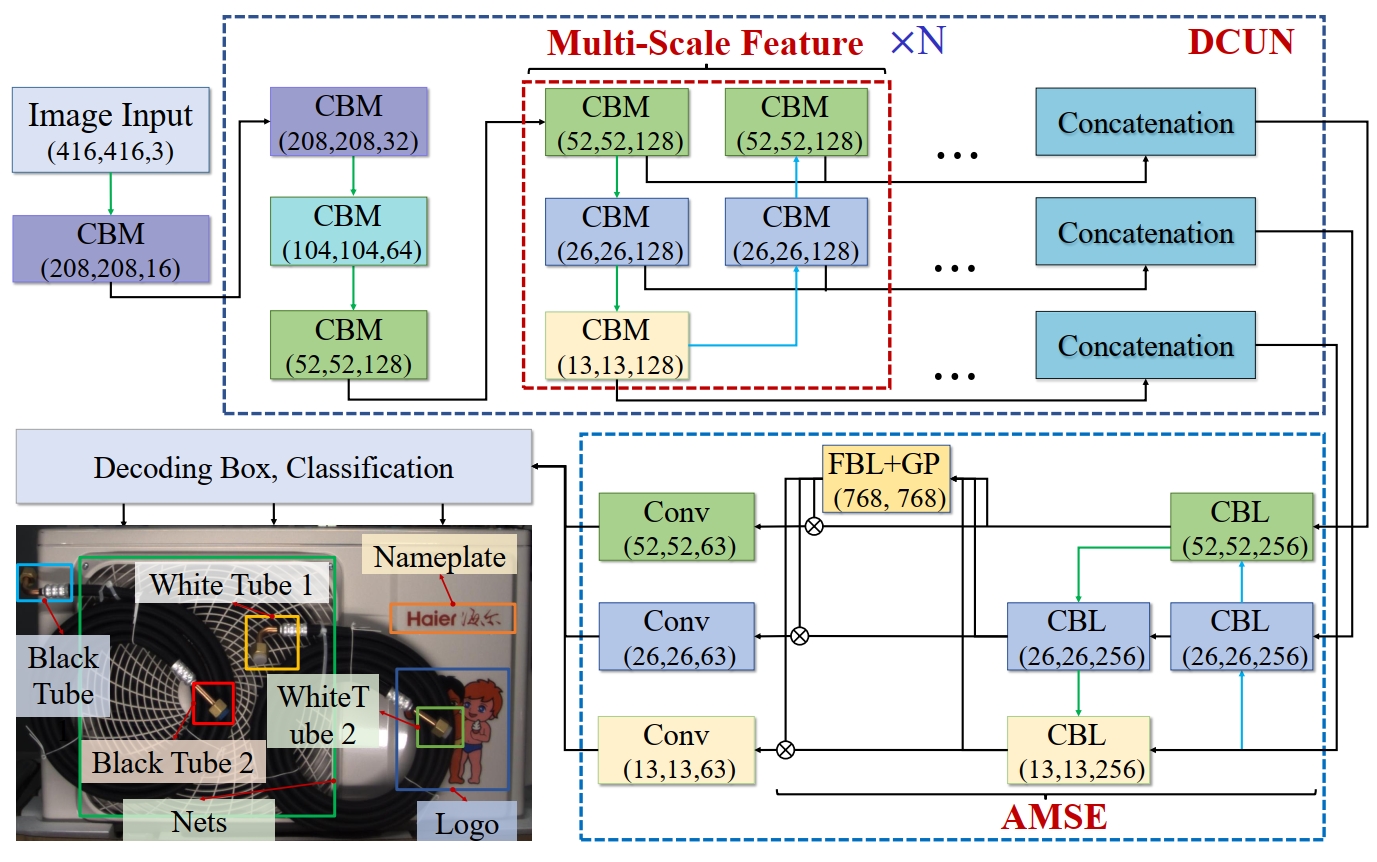 Multi-Scale Feature ×N
DCUN
Image Input
(416,416,3)
CBM
(208,208,16)
CBM
(208,208,32)
CBM
(104,104,64)
CBM
(52,52,128)
CBM
(52,52,128)
CBM
(52,52,128)
CBM
(26,26,128)
CBM
(26,26,128)
CBM
(13,13,128)
...
...
...
Concatenation
Concatenation
Concatenation
Decoding Box, Classification
FBL+GP
(768, 768)
Conv
(52,52,63)
Conv
(26,26,63)
Conv
(13,13,63)
CBL
(52,52,256)
CBL
(26,26,256)
CBL
(26,26,256)
CBL
(13,13,256)
AMSE
Nameplate
White Tube 1
Haier 海尔
Black
Tube
1
WhiteT
ube 2
Black Tube 2
Nets
Logo